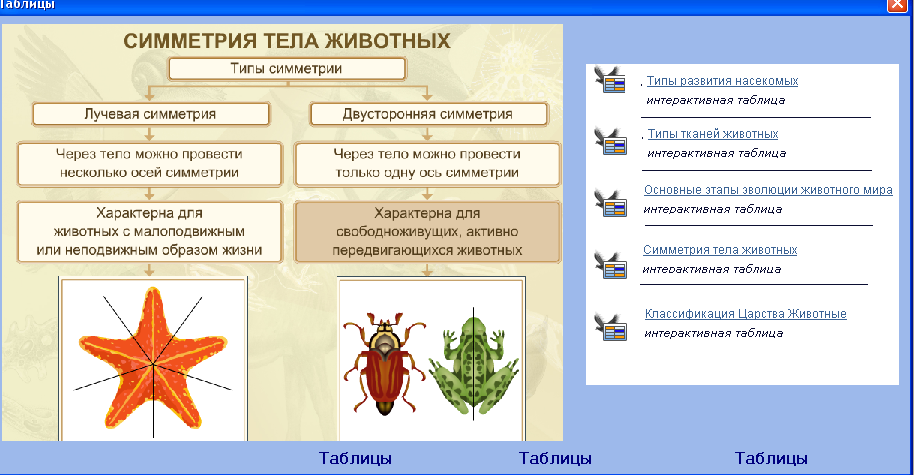 Таблицы
СИММЕТРИЯ ТЕЛА ЖИВОТНЫХ
Типы симметрии
Лучевая симметрия
Двусторонняя симметрия
Через тело можно провести
несколько осей симметрии
Через тело можно провести
только одну ось симметрии
Характерна для
животных с малоподвижным
или неподвижным образом жизни
Характерна для
свободноживущих, активно
передвигающихся животных
. Типы развития насекомых
интерактивная таблица
. Типы тканей животных
интерактивная таблица
Основные этапы эволюции животного мира
интерактивная таблица
Симметрия тела животных
интерактивная таблица
Классификация Царства Животные
интерактивная таблица
Таблицы
Таблицы
Таблицы